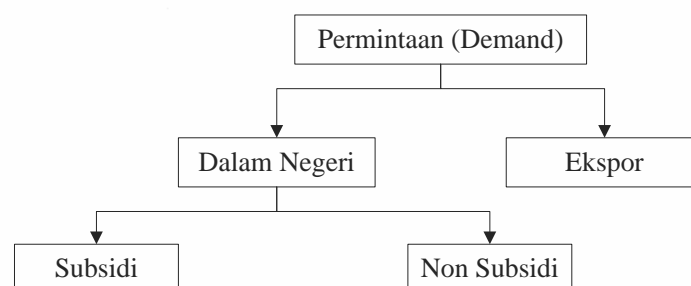 Permintaan (Demand)
Dalam Negeri
Ekspor
Subsidi
Non Subsidi